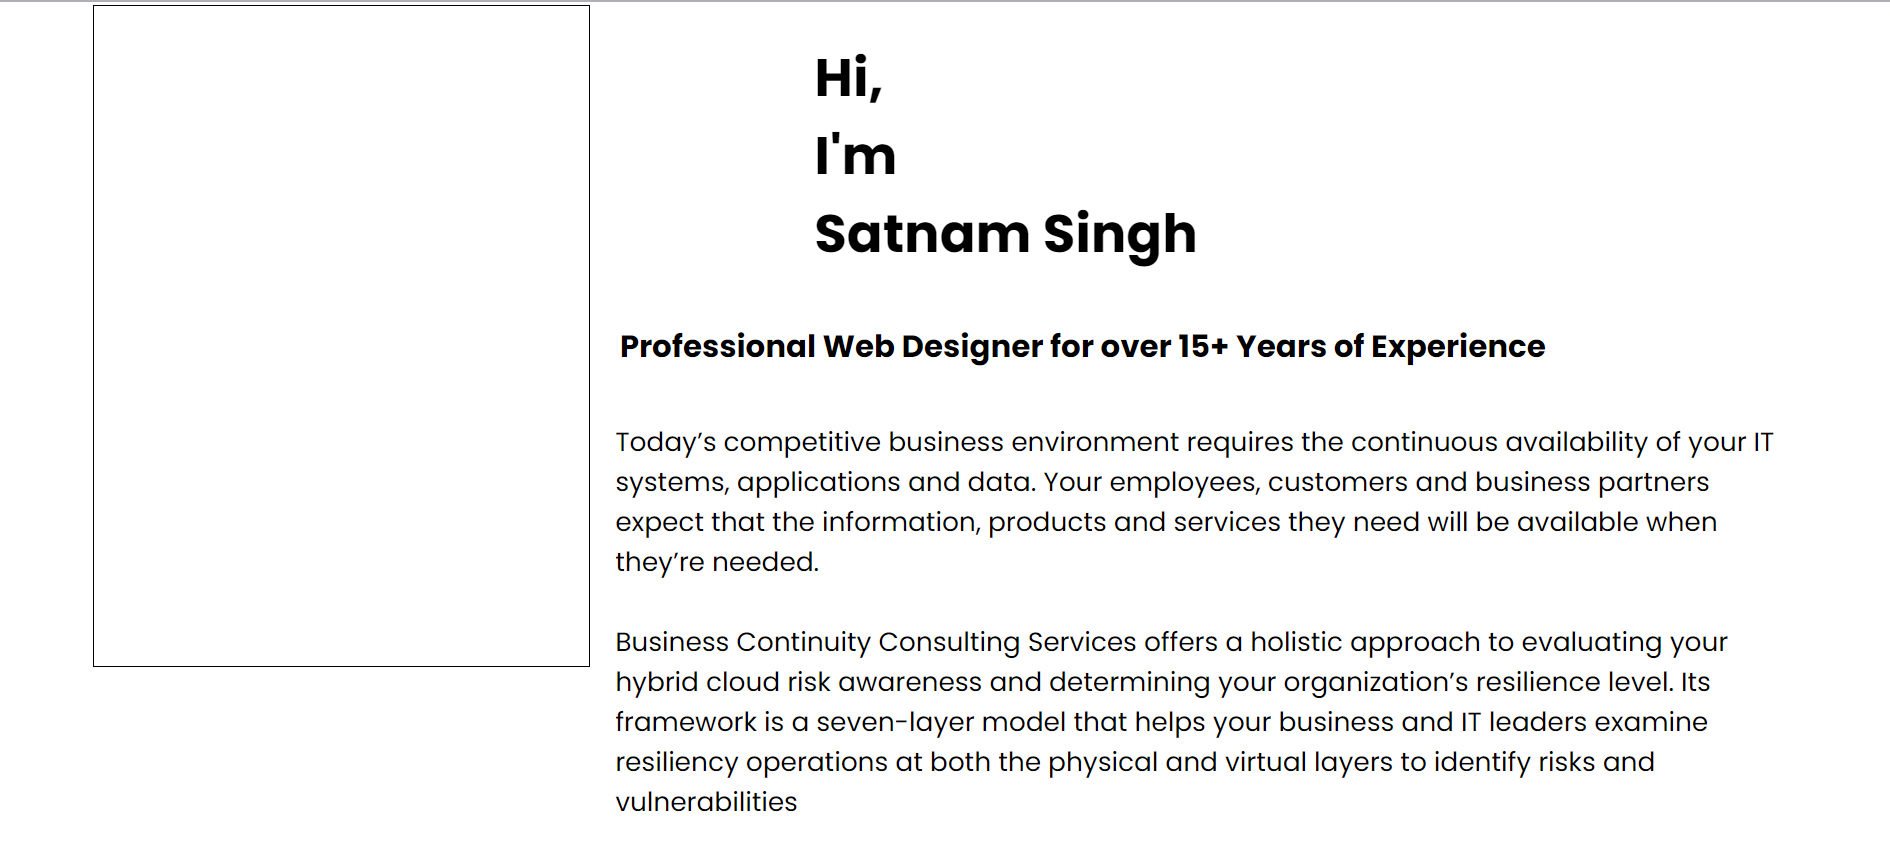 Hi,
I'm
Satnam Singh
Professional Web Designer for over 15+ Years of Experience
Today’s competitive business environment requires the continuous availability of your IT
systems, applications and data. Your employees, customers and business partners
expect that the information, products and services they need will be available when
they’re needed.
Business Continuity Consulting Services offers a holistic approach to evaluating your
hybrid cloud risk awareness and determining your organization’s resilience level. Its
framework is a seven-layer model that helps your business and IT leaders examine
resiliency operations at both the physical and virtual layers to identify risks and
vulnerabilities